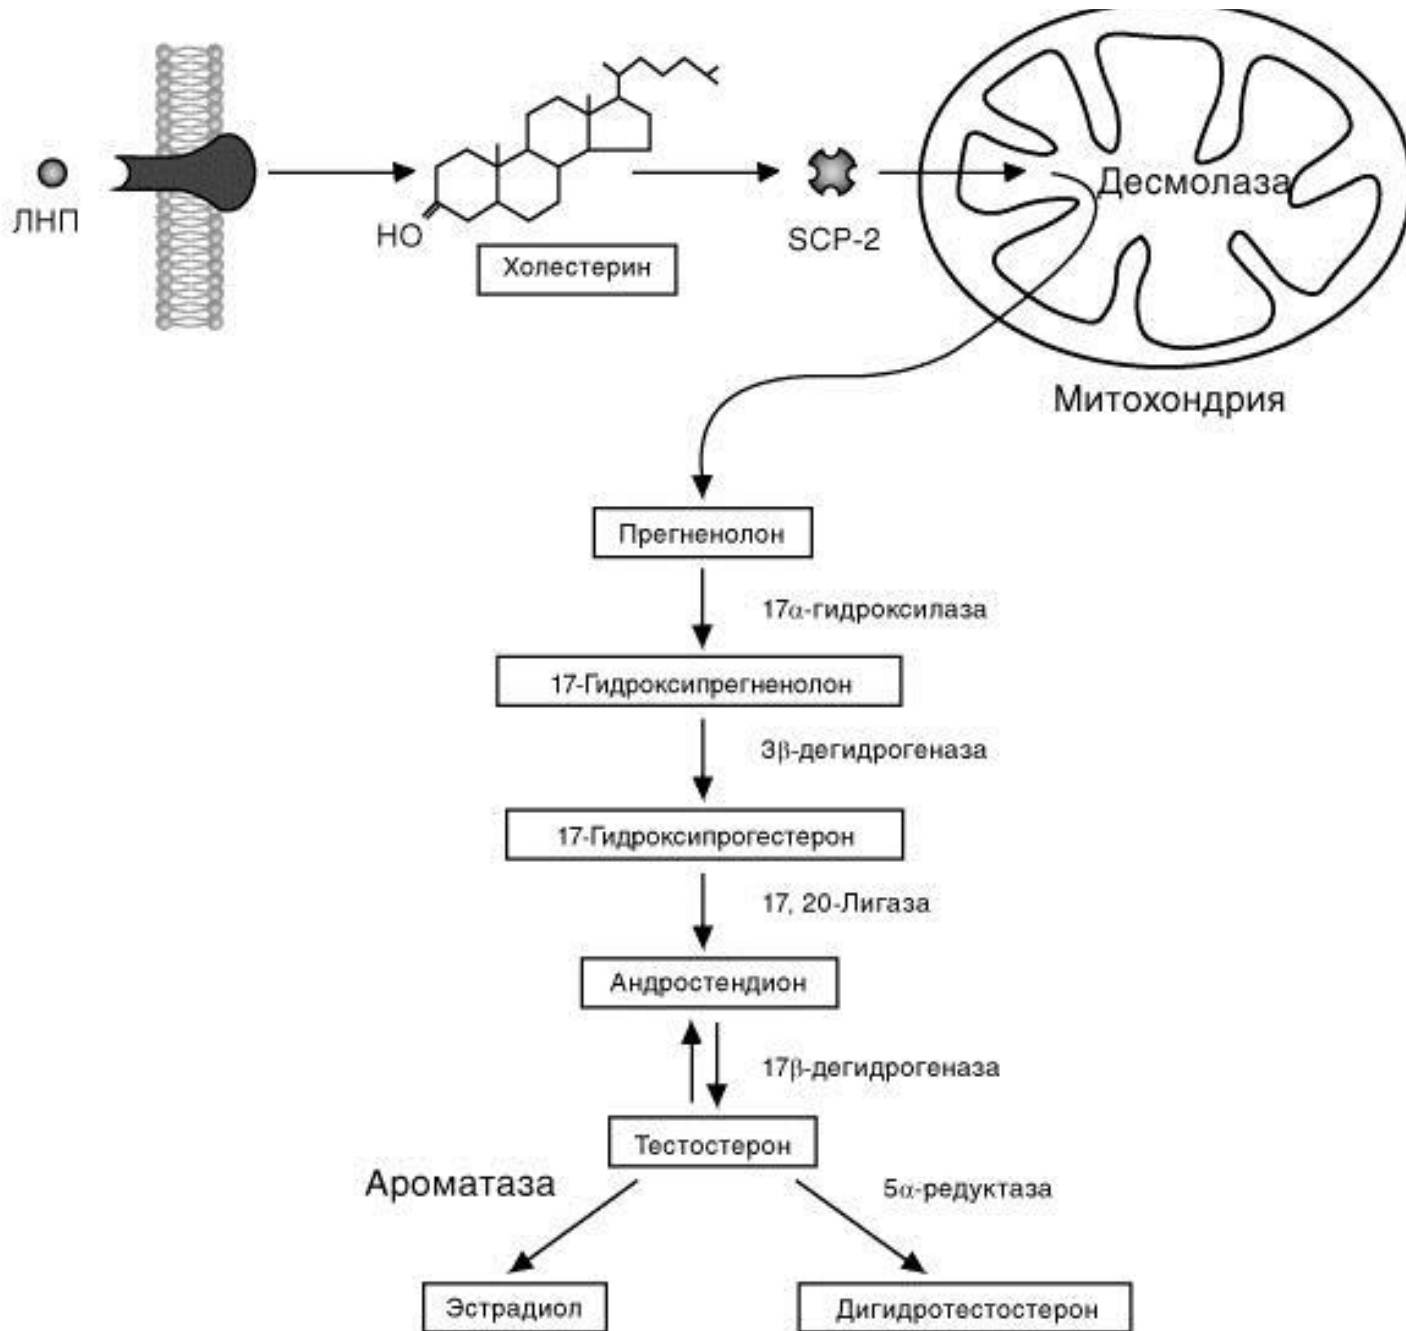 ЛНП
HO
Холестерин
SCP-2
Десмолаза
Митохондрия
Прегненолон
17α-гидроксилаза
17-Гидроксипрегненолон
3β-дегидрогеназа
17-Гидроксипрогестерон
17, 20-Лигаза
Андростендион
17β-дегидрогеназа
Тестостерон
Ароматаза
5α-редуктаза
Эстрадиол
Дигидротестостерон